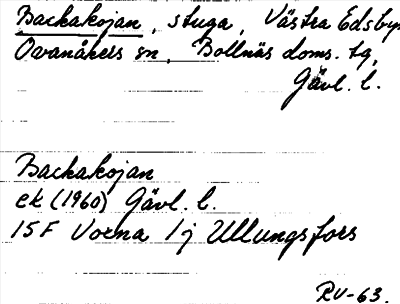 Backakojan, stuga, Västra Edsbyn
Ovanåkers sn, Bollnäs doms. tg,
Gävl. l.
Backakojan
ek (1960) Gävl. l.
15F Voxna 1j Ullungsfors
RV-63.